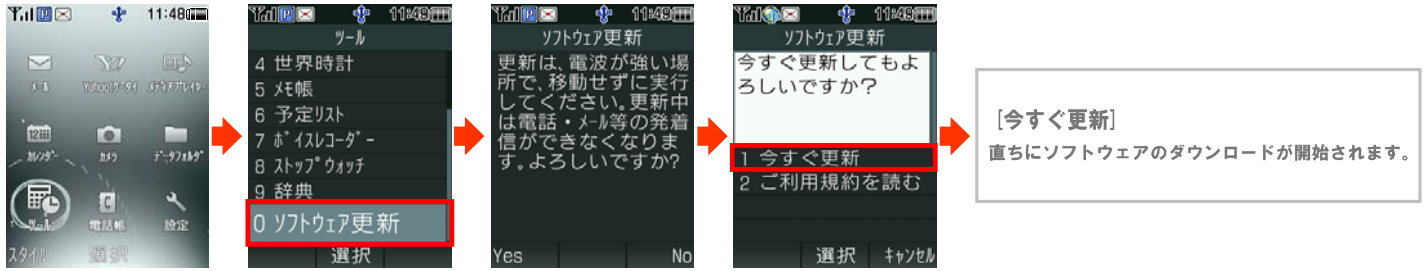 11:48
メール
Yahoo!ケータイ
メディアプレイヤー
12
カレンダー
カメラ
データフォルダ
ツール
電話帳
設定
スタイル
選択
11:48
ツール
4 世界時計
5 メモ帳
6 予定リスト
7 ボイスレコーダー
8 ストップウォッチ
9 辞典
0 ソフトウェア更新
選択
11:48
ソフトウェア更新
更新は、電波が強い場
所で、移動せずに実行
してください。更新中
は電話・メール等の発着
信ができなくなりま
す。よろしいですか?
Yes
No
11:49
ソフトウェア更新
今すぐ更新してもよ
ろしいですか?
1 今すぐ更新
2 ご利用規約を読む
選択
キャンセル
[今すぐ更新]
直ちにソフトウェアのダウンロードが開始されます。